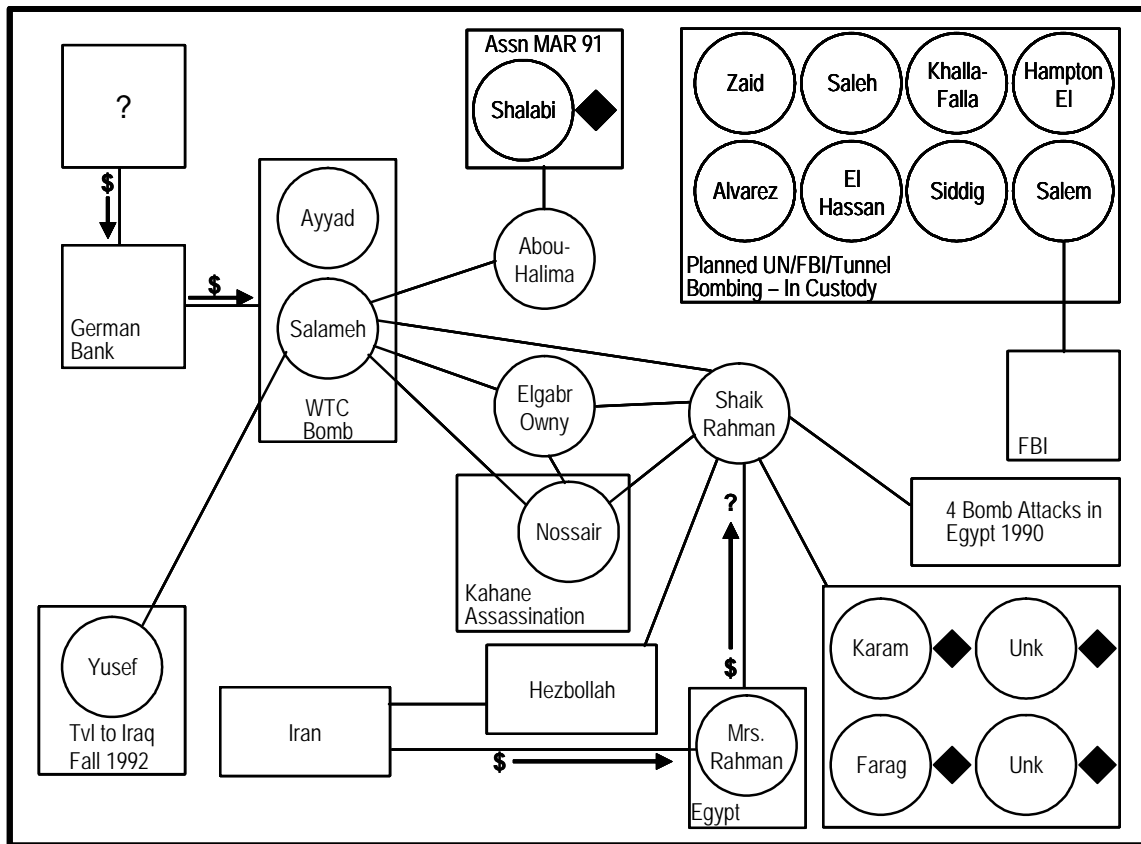 Assn MAR 91
Shalabi
Zaid
Saleh
Khalla-
Falla
Hampton
El
Alvarez
El
Hassan
Siddig
Salem
Planned UN/FBI/Tunnel
Bombing – In Custody
?
$
German
Bank
$
Ayyad
Salameh
WTC
Bomb
Abou-
Halima
Elgabr
Owny
Shaik
Rahman
FBI
Nossair
Kahane
Assassination
?
$
4 Bomb Attacks in
Egypt 1990
Yusef
Tvl to Iraq
Fall 1992
Iran
Hezbollah
$
Mrs.
Rahman
Egypt
Karam
Unk
Farag
Unk